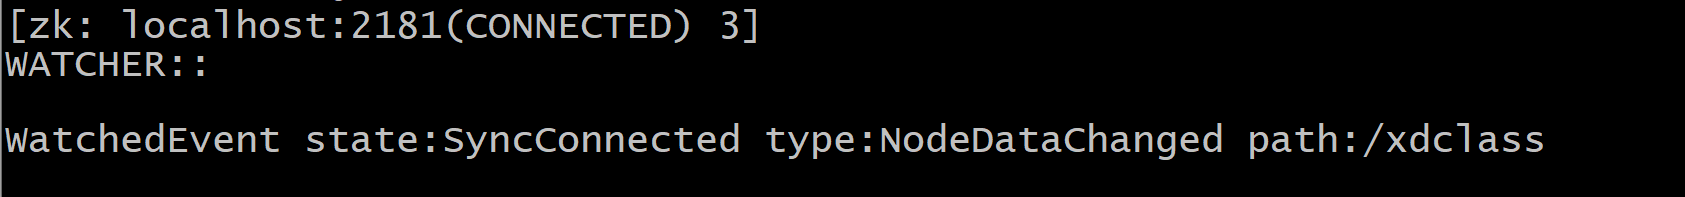 [zk: localhost:2181(CONNECTED) 3]
WATCHER::
WatchedEvent state:SyncConnected type:NodeDataChanged path:/xdclass